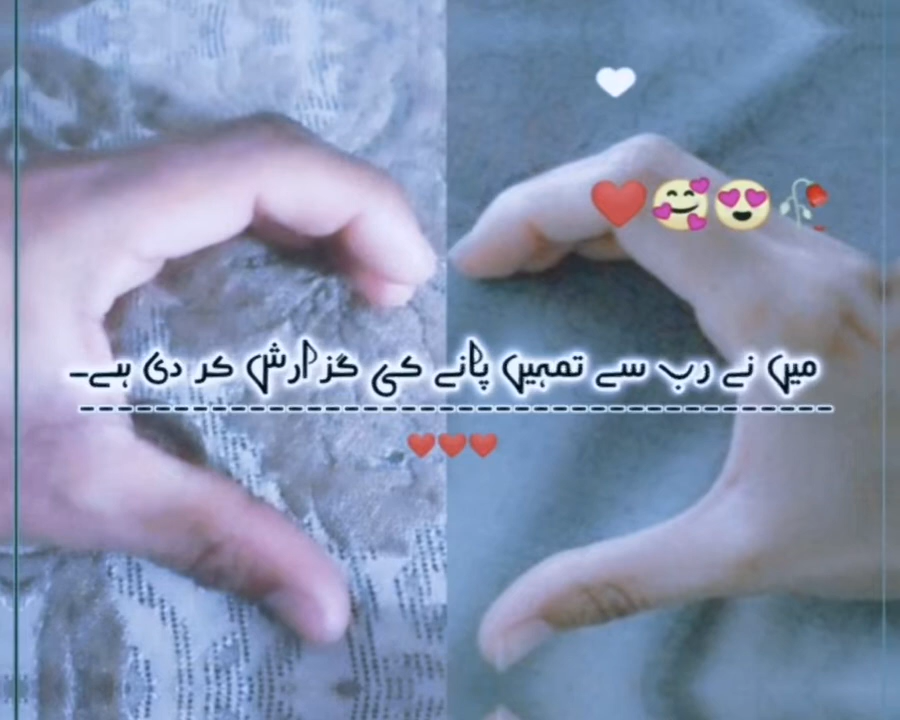 میں نے رب سے تمہیں پانے کی گزارش کر دی ہے۔